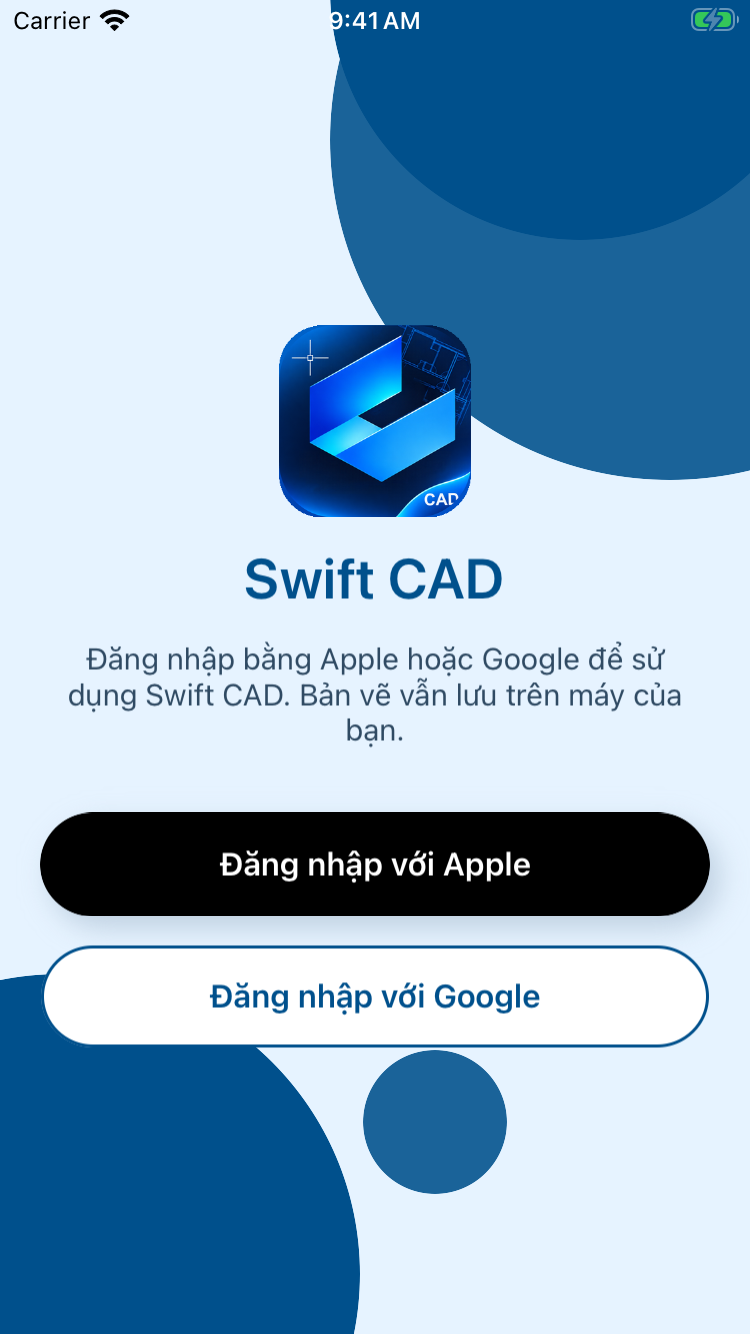 Carrier 9:41 AM
CAD
Swift CAD
Đăng nhập bằng Apple hoặc Google để sử
dụng Swift CAD. Bản vẽ vẫn lưu trên máy của
bạn.
Đăng nhập với Apple
Đăng nhập với Google